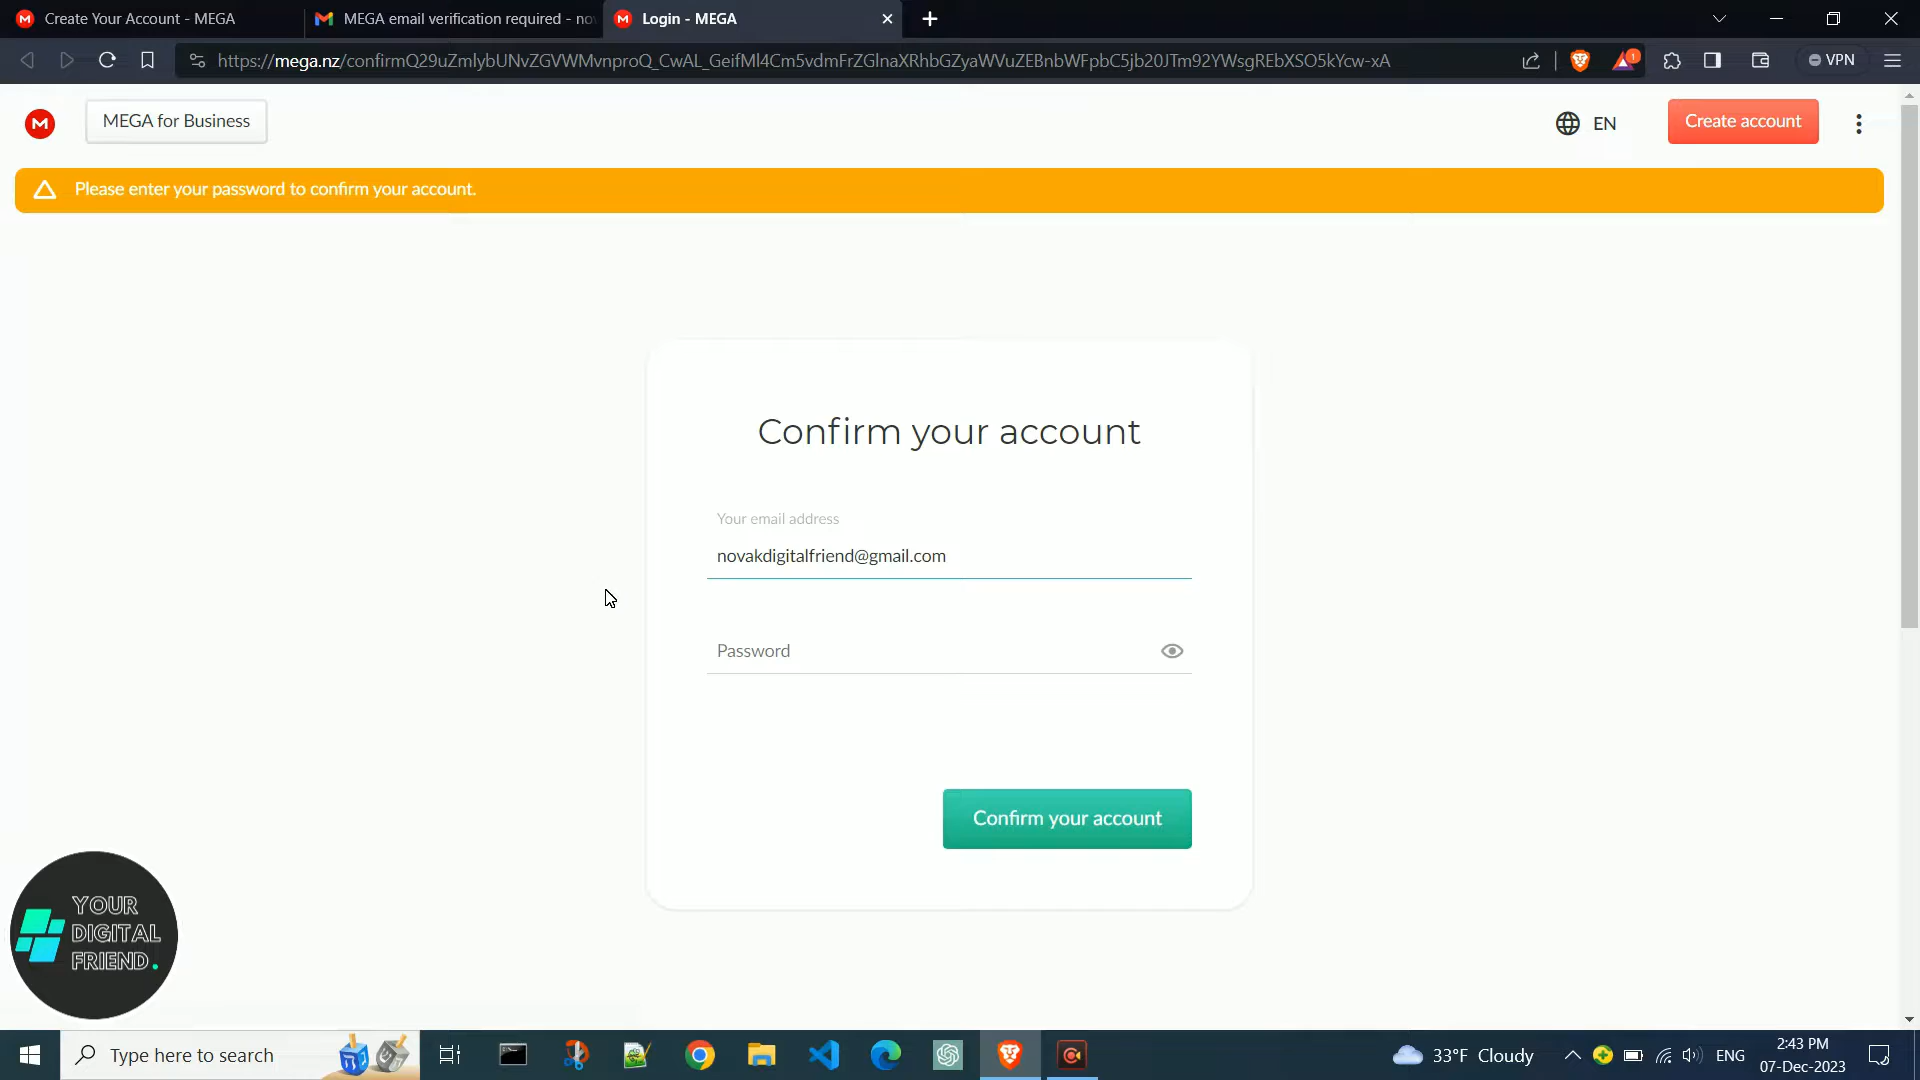 Create Your Account - MEGA
MEGA email verification required - no
Login - MEGA
https://mega.nz/confirmQ29uZmlybUNvZGVWMvnproQ_CwAL_GeifMl4Cm5vdmFrZGlnaXRhbGZyaWVuZEBnbWFpbC5jb20JTm92YWsgREbXSO5kYcw-xA
1
VPN
MEGA for Business
EN
Create account
Please enter your password to confirm your account.
Confirm your account
Your email address
novakdigitalfriend@gmail.com
Password
Confirm your account
YOUR
DIGITAL
FRIEND.
Type here to search
33°F Cloudy
ENG
2:43 PM
07-Dec-2023